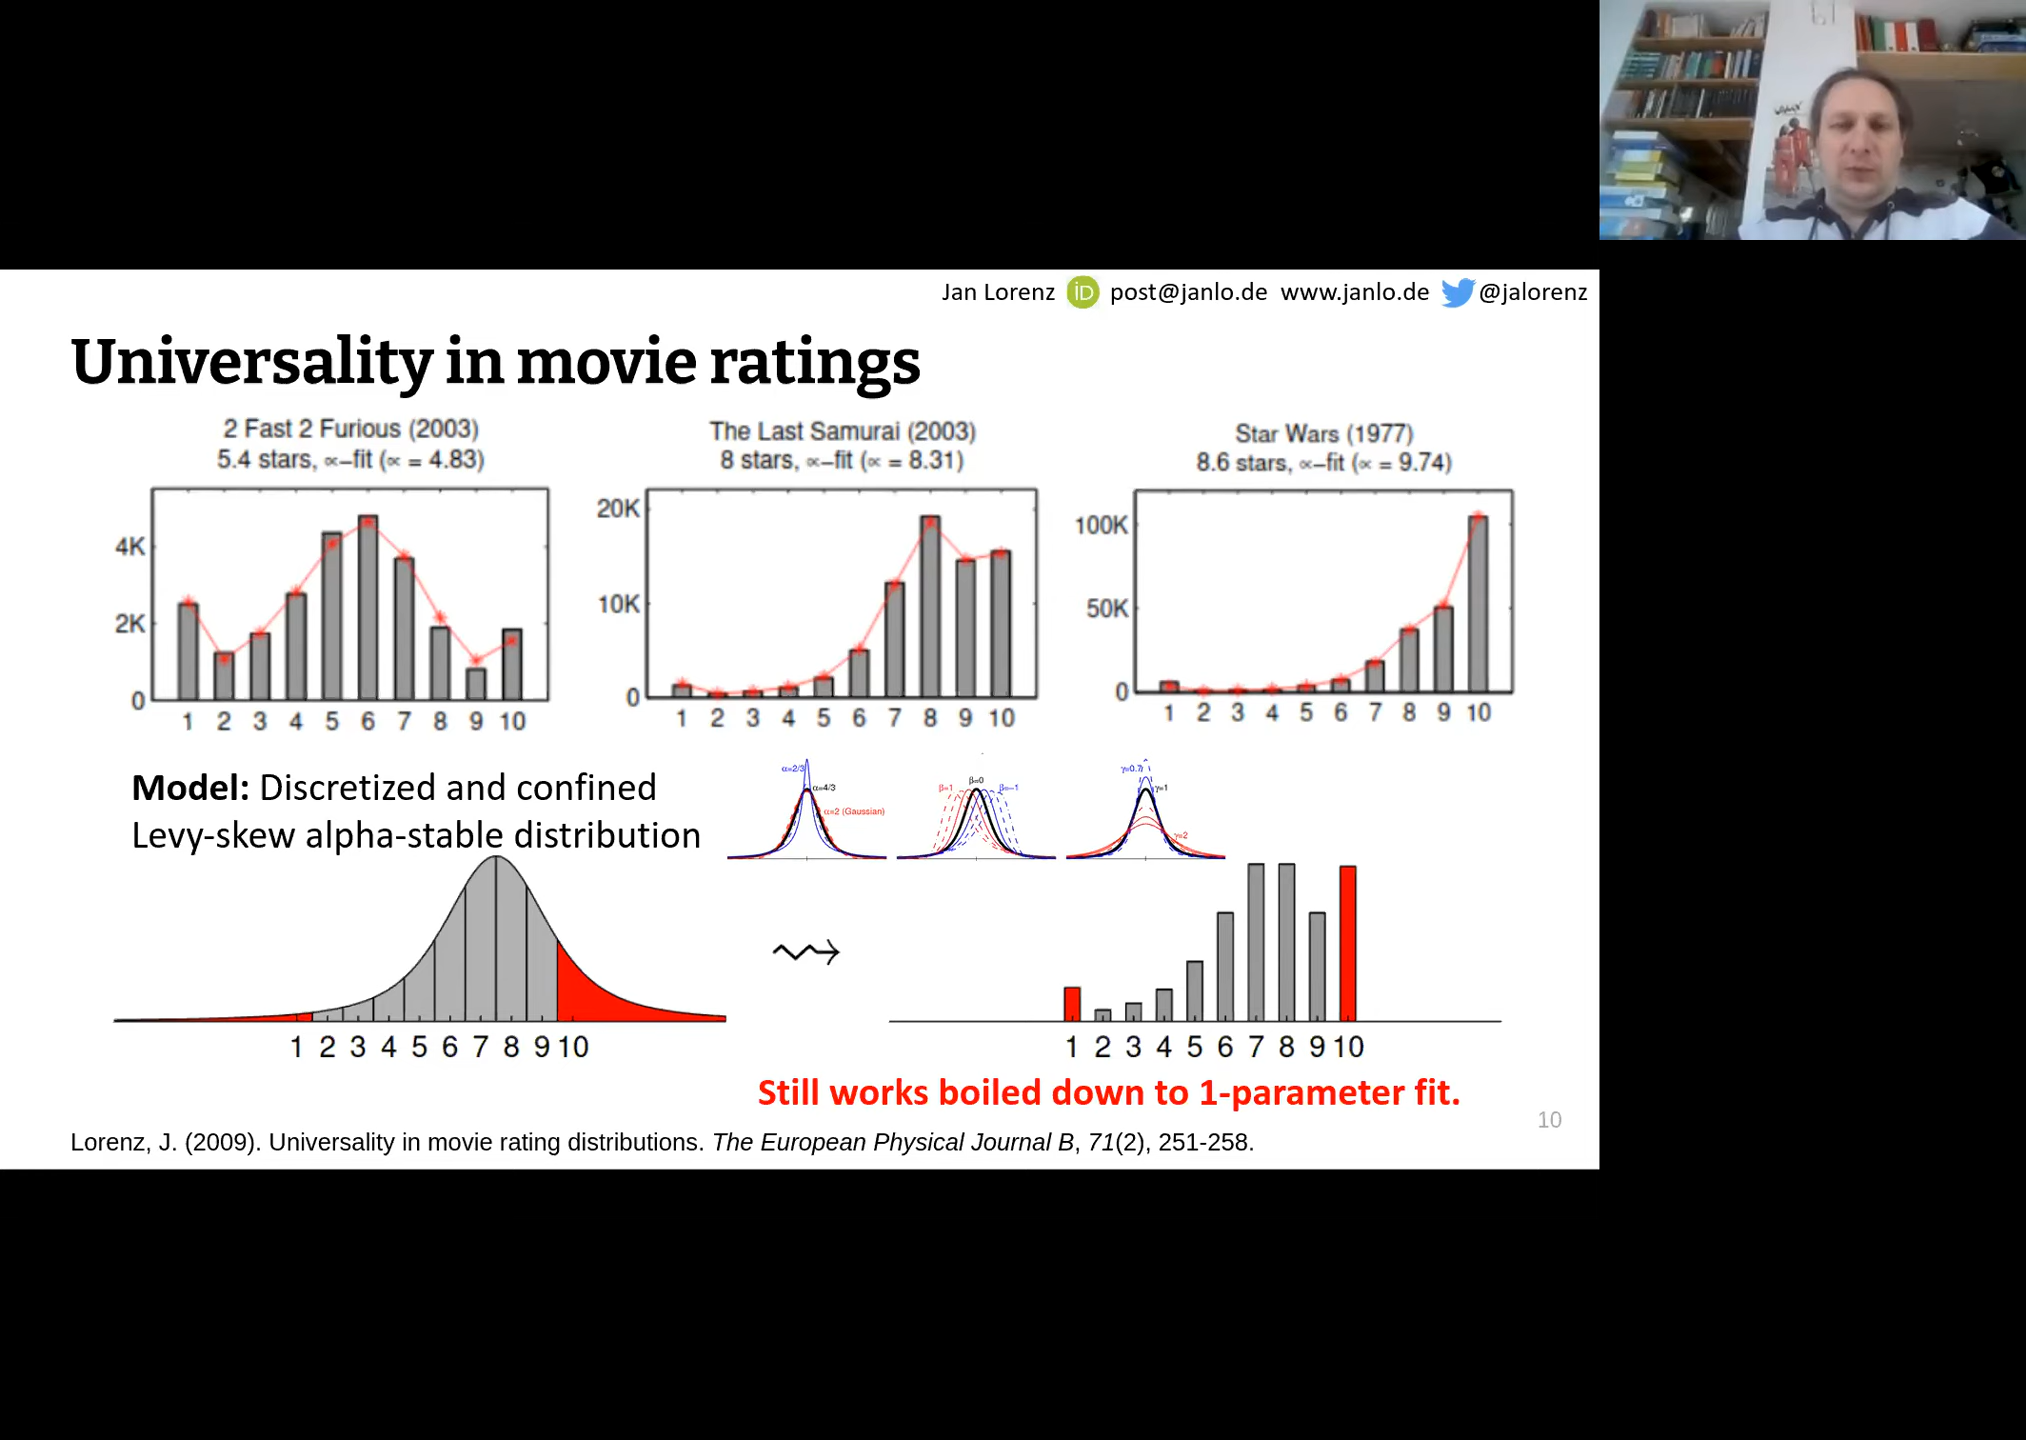 Jan Lorenz iD post@janlo.de www.janlo.de @jalorenz
Universality in movie ratings
2 Fast 2 Furious (2003)
5.4 stars, ∝−fit (∝ = 4.83)
4K
2K
0
1 2 3 4 5 6 7 8 9 10
The Last Samurai (2003)
8 stars, ∝−fit (∝ = 8.31)
20K
10K
0
1 2 3 4 5 6 7 8 9 10
Star Wars (1977)
8.6 stars, ∝−fit (∝ = 9.74)
100K
50K
0
1 2 3 4 5 6 7 8 9 10
Model: Discretized and confined
Levy-skew alpha-stable distribution
α=2/3
α=4/3
α=2 (Gaussian)
β=0
β=1 β=−1
γ=0.7
γ=1
γ=2
1 2 3 4 5 6 7 8 9 10
1 2 3 4 5 6 7 8 9 10
Still works boiled down to 1-parameter fit.
10
Lorenz, J. (2009). Universality in movie rating distributions. The European Physical Journal B, 71(2), 251-258.